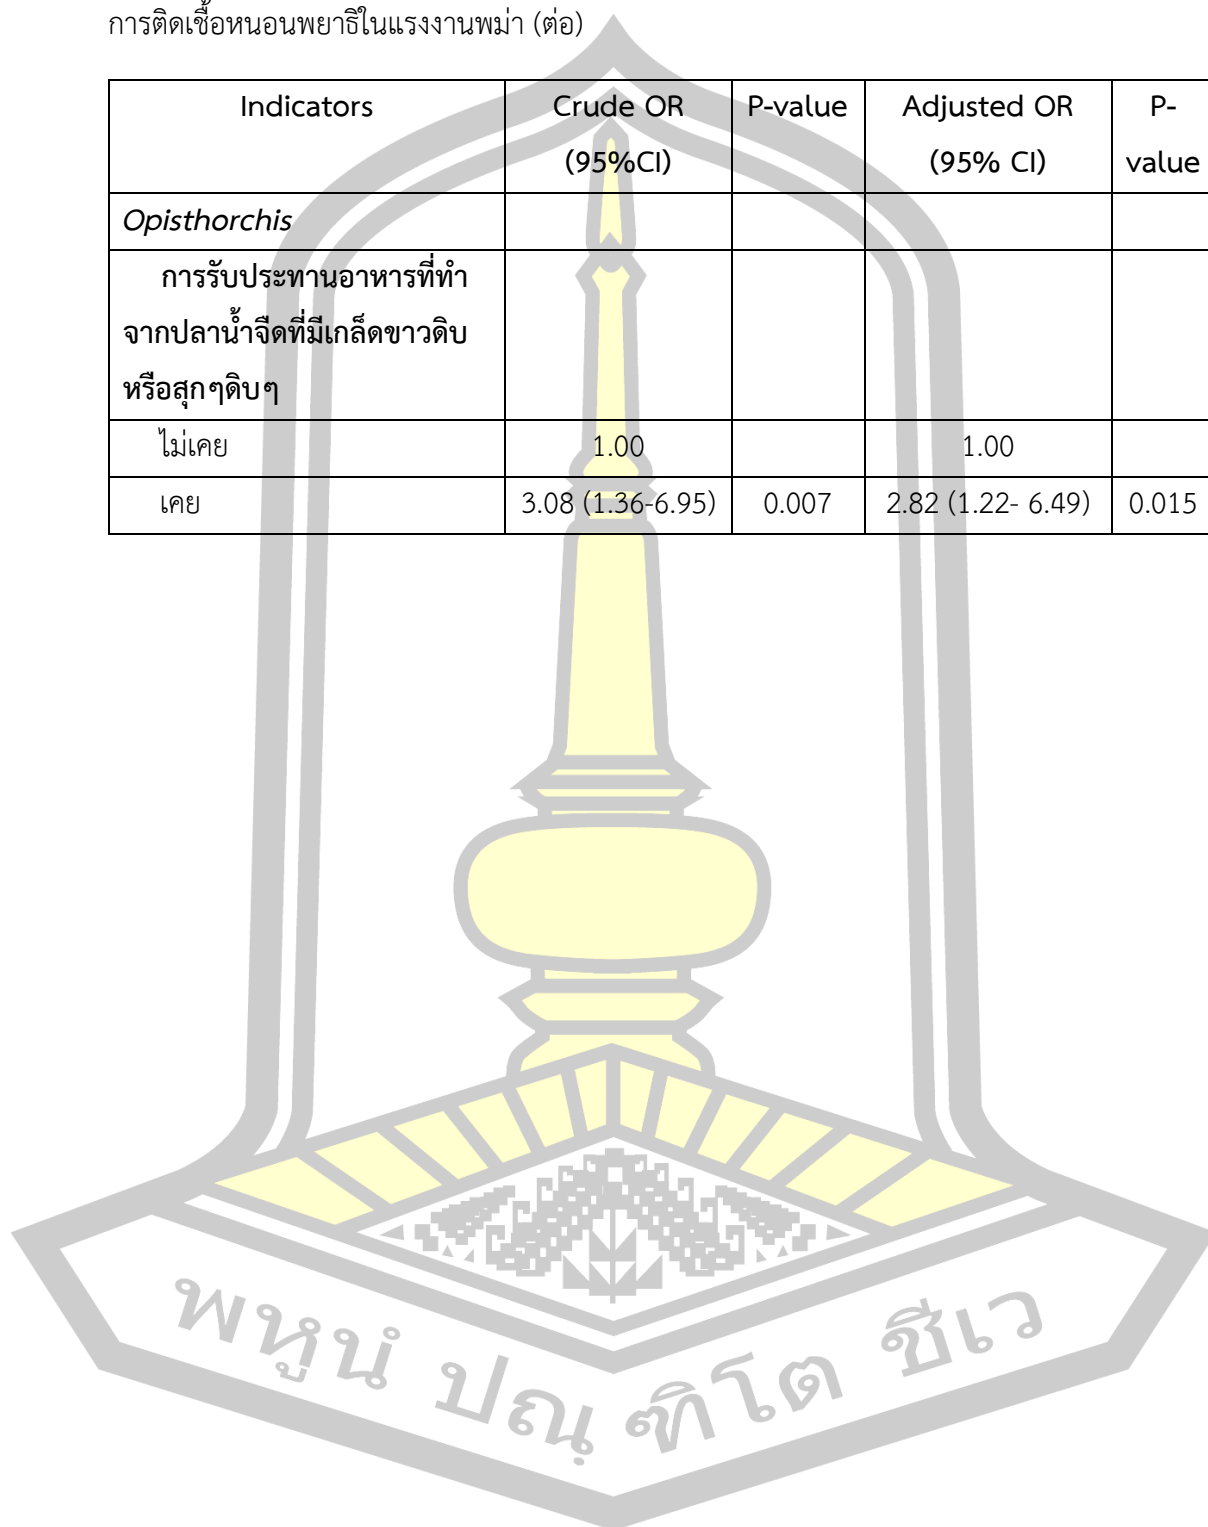 การติดเชื้อหนอนพยาธิในแรงงานพม่า (ต่อ)
Indicators Crude OR P-value Adjusted OR P-
(95%CI) (95% CI) value
Opisthorchis
การรับประทานอาหารที่ทำ
จากปลาน้ำจืดที่มีเกล็ดขาวดิบ
หรือสุกๆดิบๆ
ไม่เคย 1.00 1.00
เคย 3.08 (1.36-6.95) 0.007 2.82 (1.22- 6.49) 0.015
พหูนํ ปณฺฑิโต ชีเว